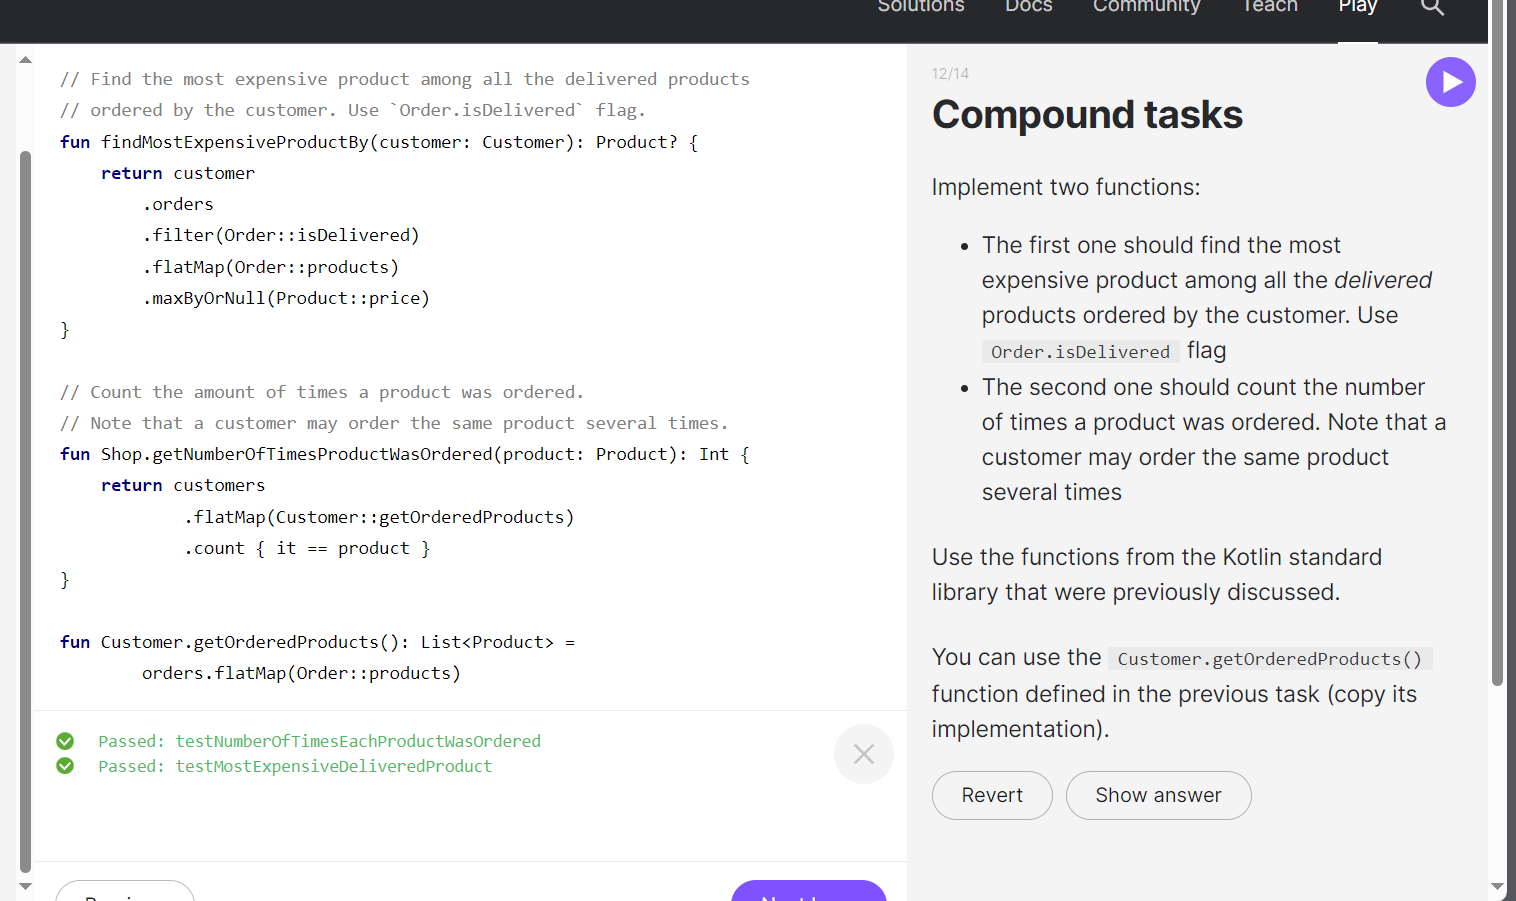 Solutions Docs Community Teach Play
// Find the most expensive product among all the delivered products
// ordered by the customer. Use `Order.isDelivered` flag.
fun findMostExpensiveProductBy(customer: Customer): Product? {
    return customer
        .orders
        .filter(Order::isDelivered)
        .flatMap(Order::products)
        .maxByOrNull(Product::price)
}
// Count the amount of times a product was ordered.
// Note that a customer may order the same product several times.
fun Shop.getNumberOfTimesProductWasOrdered(product: Product): Int {
    return customers
            .flatMap(Customer::getOrderedProducts)
            .count { it == product }
}
fun Customer.getOrderedProducts(): List<Product> =
        orders.flatMap(Order::products)
Passed: testNumberOfTimesEachProductWasOrdered
Passed: testMostExpensiveDeliveredProduct
12/14
Compound tasks
Implement two functions:
• The first one should find the most
expensive product among all the delivered
products ordered by the customer. Use
Order.isDelivered flag
• The second one should count the number
of times a product was ordered. Note that a
customer may order the same product
several times
Use the functions from the Kotlin standard
library that were previously discussed.
You can use the Customer.getOrderedProducts()
function defined in the previous task (copy its
implementation).
Revert Show answer